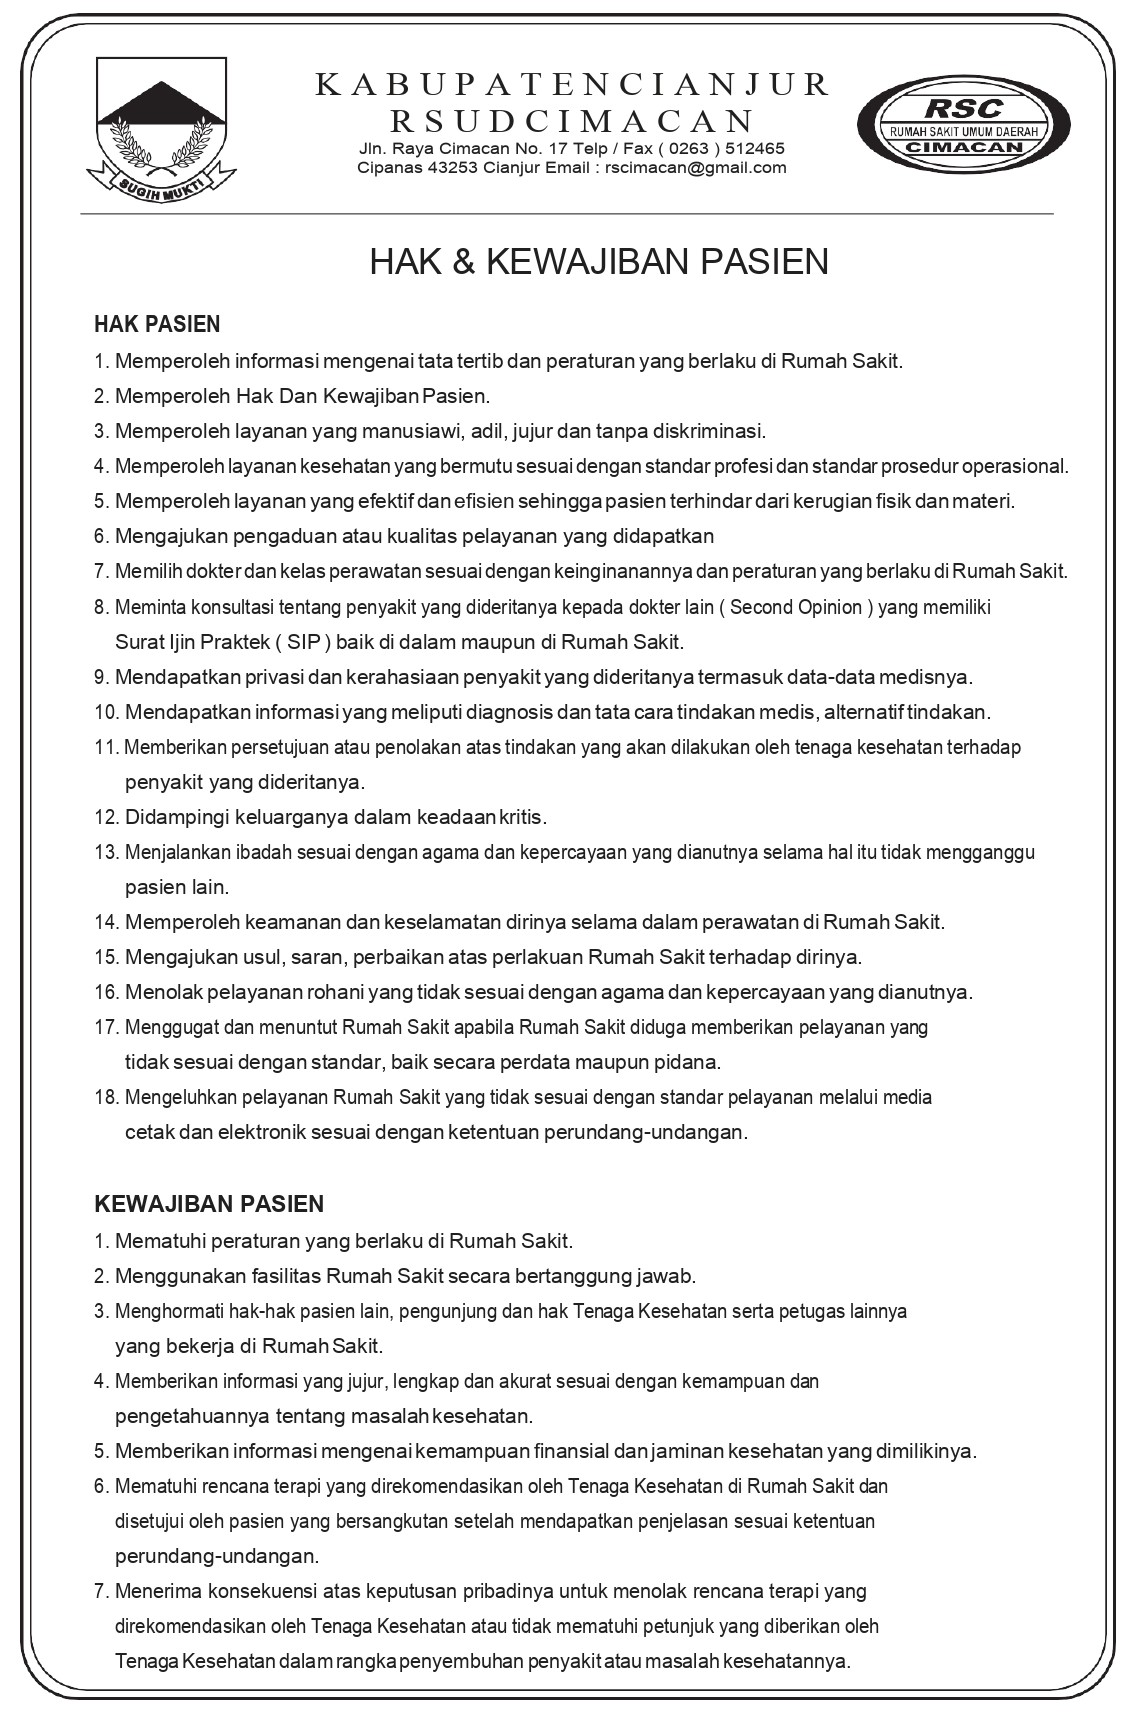 KABUPATENCIANJUR
RSUDCIMACAN
Jln. Raya Cimacan No. 17 Telp / Fax ( 0263 ) 512465
Cipanas 43253 Cianjur Email : rscimacan@gmail.com
SUGIH MUKTI
RSC
RUMAH SAKIT UMUM DAERAH
CIMACAN
HAK & KEWAJIBAN PASIEN
HAK PASIEN
1. Memperoleh informasi mengenai tata tertib dan peraturan yang berlaku di Rumah Sakit.
2. Memperoleh Hak Dan Kewajiban Pasien.
3. Memperoleh layanan yang manusiawi, adil, jujur dan tanpa diskriminasi.
4. Memperoleh layanan kesehatan yang bermutu sesuai dengan standar profesi dan standar prosedur operasional.
5. Memperoleh layanan yang efektif dan efisien sehingga pasien terhindar dari kerugian fisik dan materi.
6. Mengajukan pengaduan atau kualitas pelayanan yang didapatkan
7. Memilih dokter dan kelas perawatan sesuai dengan keinginanannya dan peraturan yang berlaku di Rumah Sakit.
8. Meminta konsultasi tentang penyakit yang dideritanya kepada dokter lain ( Second Opinion ) yang memiliki
Surat Ijin Praktek ( SIP ) baik di dalam maupun di Rumah Sakit.
9. Mendapatkan privasi dan kerahasiaan penyakit yang dideritanya termasuk data-data medisnya.
10. Mendapatkan informasi yang meliputi diagnosis dan tata cara tindakan medis, alternatif tindakan.
11. Memberikan persetujuan atau penolakan atas tindakan yang akan dilakukan oleh tenaga kesehatan terhadap
penyakit yang dideritanya.
12. Didampingi keluarganya dalam keadaan kritis.
13. Menjalankan ibadah sesuai dengan agama dan kepercayaan yang dianutnya selama hal itu tidak mengganggu
pasien lain.
14. Memperoleh keamanan dan keselamatan dirinya selama dalam perawatan di Rumah Sakit.
15. Mengajukan usul, saran, perbaikan atas perlakuan Rumah Sakit terhadap dirinya.
16. Menolak pelayanan rohani yang tidak sesuai dengan agama dan kepercayaan yang dianutnya.
17. Menggugat dan menuntut Rumah Sakit apabila Rumah Sakit diduga memberikan pelayanan yang
tidak sesuai dengan standar, baik secara perdata maupun pidana.
18. Mengeluhkan pelayanan Rumah Sakit yang tidak sesuai dengan standar pelayanan melalui media
cetak dan elektronik sesuai dengan ketentuan perundang-undangan.
KEWAJIBAN PASIEN
1. Mematuhi peraturan yang berlaku di Rumah Sakit.
2. Menggunakan fasilitas Rumah Sakit secara bertanggung jawab.
3. Menghormati hak-hak pasien lain, pengunjung dan hak Tenaga Kesehatan serta petugas lainnya
yang bekerja di Rumah Sakit.
4. Memberikan informasi yang jujur, lengkap dan akurat sesuai dengan kemampuan dan
pengetahuannya tentang masalah kesehatan.
5. Memberikan informasi mengenai kemampuan finansial dan jaminan kesehatan yang dimilikinya.
6. Mematuhi rencana terapi yang direkomendasikan oleh Tenaga Kesehatan di Rumah Sakit dan
disetujui oleh pasien yang bersangkutan setelah mendapatkan penjelasan sesuai ketentuan
perundang-undangan.
7. Menerima konsekuensi atas keputusan pribadinya untuk menolak rencana terapi yang
direkomendasikan oleh Tenaga Kesehatan atau tidak mematuhi petunjuk yang diberikan oleh
Tenaga Kesehatan dalam rangka penyembuhan penyakit atau masalah kesehatannya.